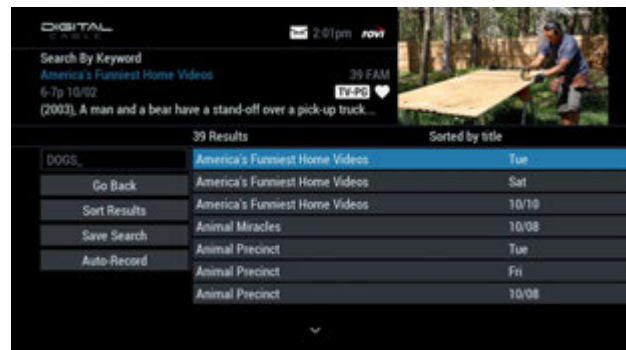 DIGITAL
CABLE
2:01pm rovi
Search By Keyword
America's Funniest Home Videos 39 FAM
6-7p 10/02 TV-PG
(2003), A man and a bear have a stand-off over a pick-up truck...
39 Results Sorted by title
DOGS_
America's Funniest Home Videos Tue
Go Back
America's Funniest Home Videos Sat
Sort Results
America's Funniest Home Videos 10/10
Save Search
Animal Miracles 10/08
Auto-Record
Animal Precinct Tue
Animal Precinct Fri
Animal Precinct 10/08